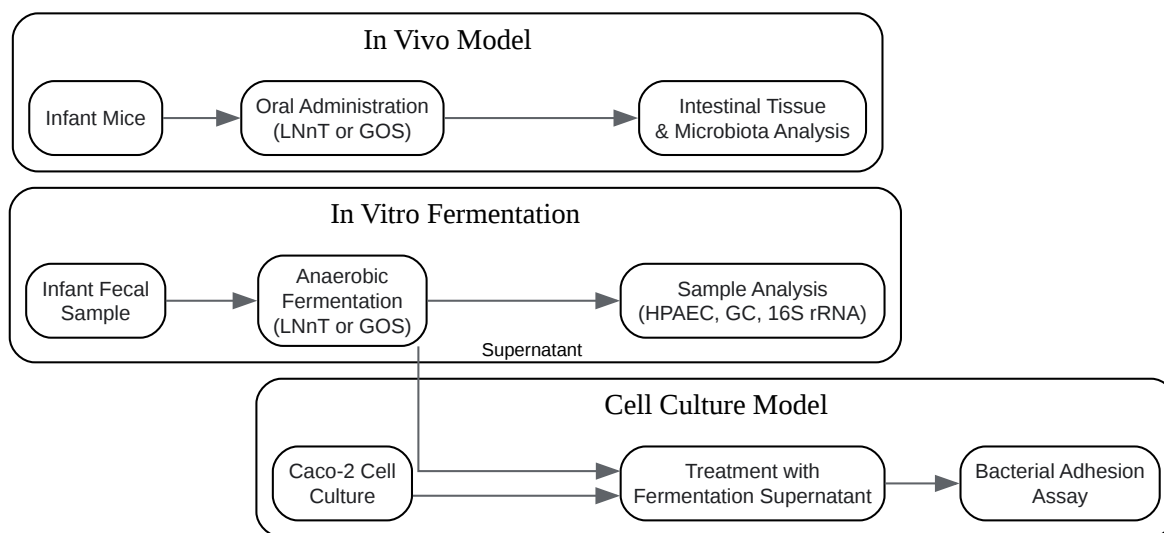 In Vivo Model
Infant Mice
Oral Administration
(LNnT or GOS)
Intestinal Tissue
& Microbiota Analysis
In Vitro Fermentation
Infant Fecal
Sample
Anaerobic
Fermentation
(LNnT or GOS)
Sample Analysis
(HPAEC, GC, 16S rRNA)
Supernatant
Cell Culture Model
Caco-2 Cell
Culture
Treatment with
Fermentation Supernatant
Bacterial Adhesion
Assay